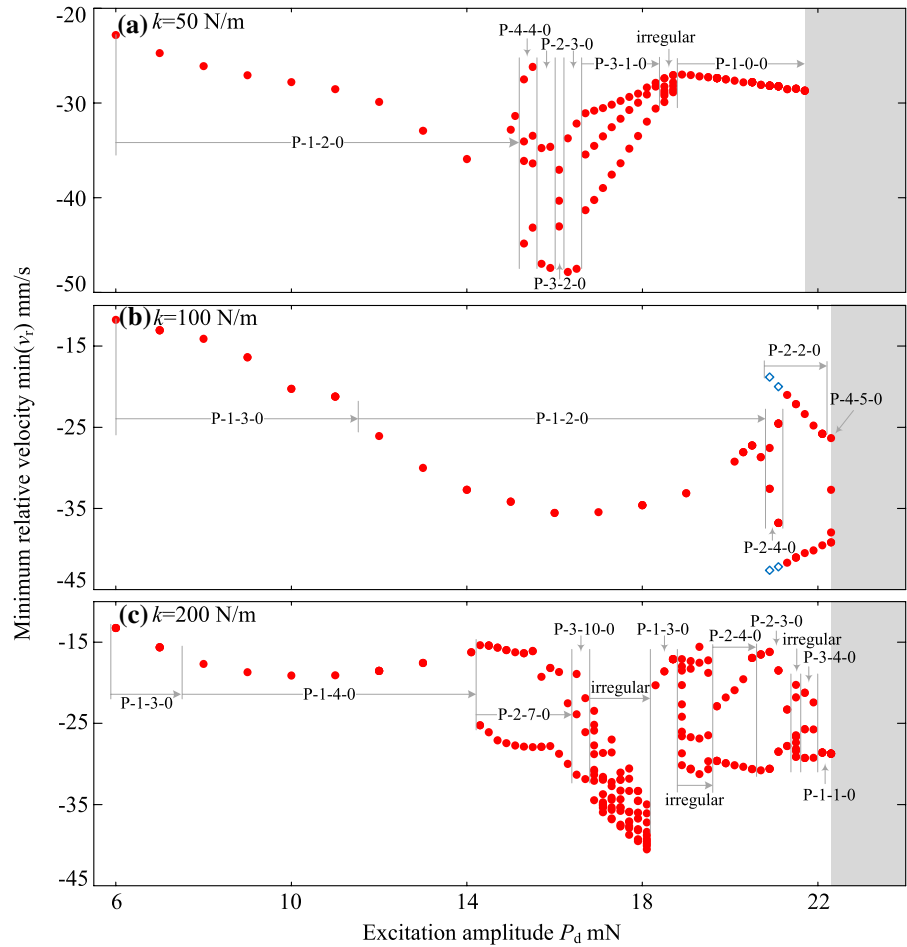 (a) k=50 N/m
P-4-4-0
P-2-3-0
irregular
P-3-1-0
P-1-0-0
P-1-2-0
P-3-2-0
-20
-30
-40
-50
(b) k=100 N/m
P-2-2-0
P-4-5-0
P-1-3-0
P-1-2-0
P-2-4-0
-15
-25
-35
-45
Minimum relative velocity min(vr) mm/s
(c) k=200 N/m
P-3-10-0
P-1-3-0
P-2-4-0
P-2-3-0
irregular
P-3-4-0
irregular
P-1-3-0
P-1-4-0
P-2-7-0
irregular
P-1-1-0
-15
-25
-35
-45
6 10 14 18 22
Excitation amplitude Pd mN